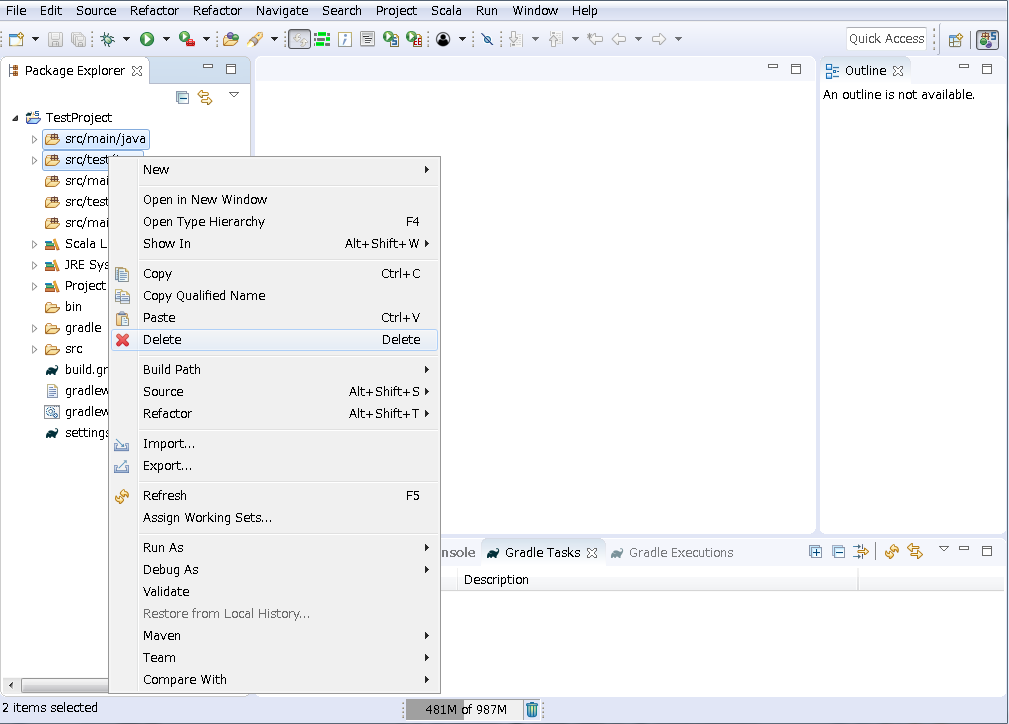 File Edit Source Refactor Refactor Navigate Search Project Scala Run Window Help
Quick Access
Package Explorer
Outline
An outline is not available.
TestProject
src/main/java
src/test/
src/mai
src/test
src/mai
Scala L
JRE Sys
Project
bin
gradle
src
build.gr
gradlew
gradlew
settings
New
Open in New Window
Open Type Hierarchy F4
Show In Alt+Shift+W
Copy Ctrl+C
Copy Qualified Name
Paste Ctrl+V
Delete Delete
Build Path
Source Alt+Shift+S
Refactor Alt+Shift+T
Import...
Export...
Refresh F5
Assign Working Sets...
Run As
Debug As
Validate
Restore from Local History...
Maven
Team
Compare With
nsole Gradle Tasks Gradle Executions
Description
2 items selected
481M of 987M